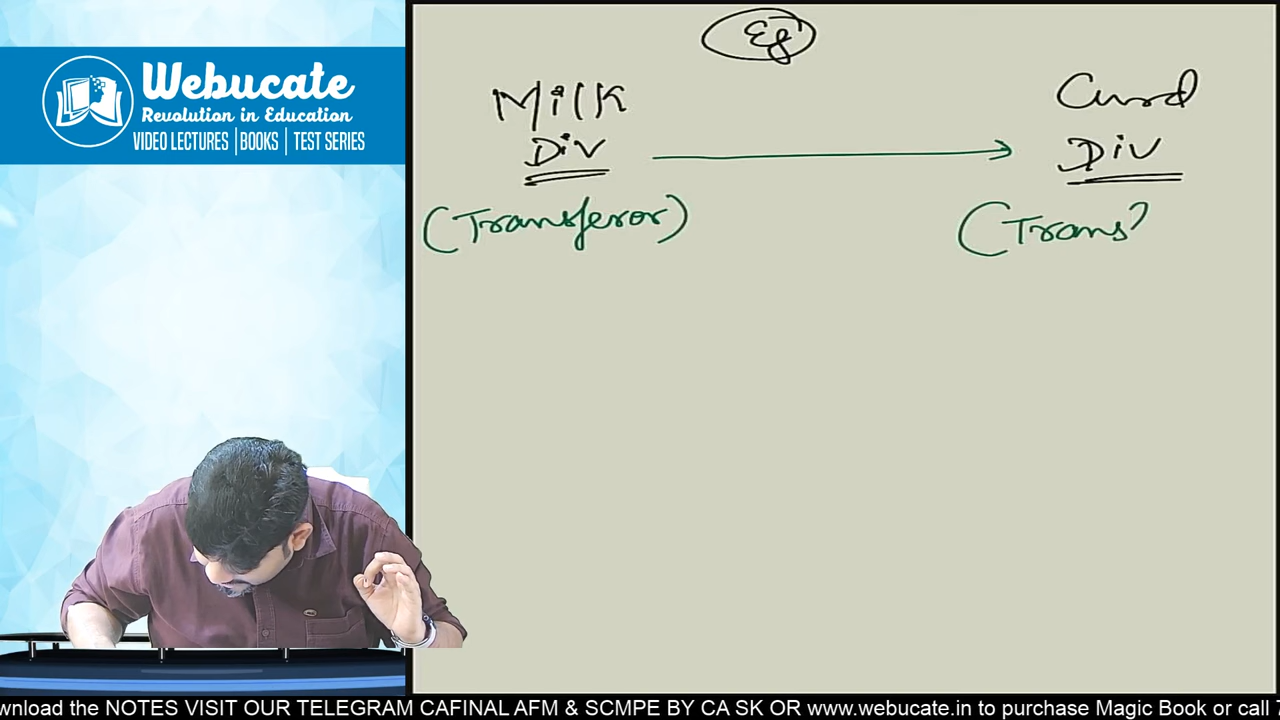 Webucate
Revolution in Education
VIDEO LECTURES | BOOKS | TEST SERIES
Eg
Milk Curd
Div Div
(Transferor) (Trans
wnload the NOTES VISIT OUR TELEGRAM CAFINAL AFM & SCMPE BY CA SK OR www.webucate.in to purchase Magic Book or call